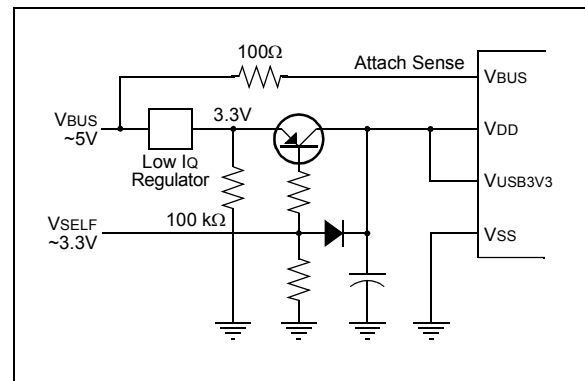 100Ω
Attach Sense
VBUS
VBUS
~5V
3.3V
VDD
Low IQ
Regulator
VUSB3V3
VSELF
~3.3V
100 kΩ
VSS